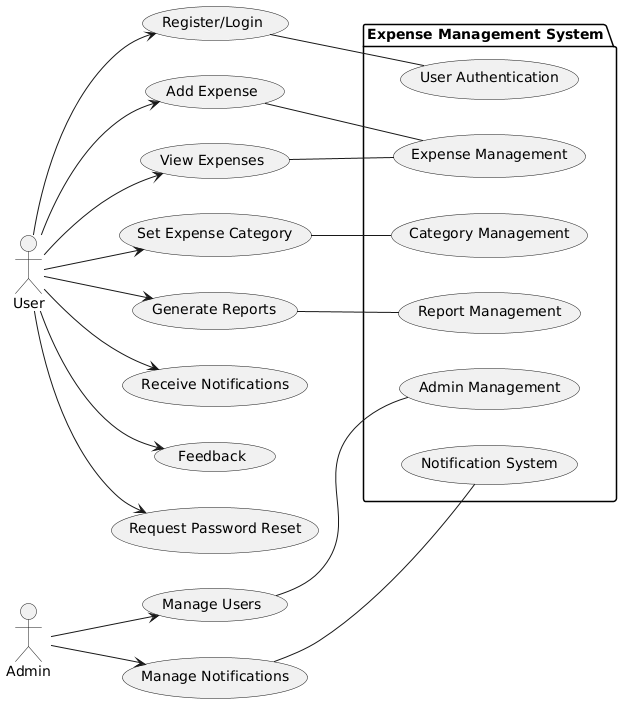 Register/Login
Expense Management System
User Authentication
Add Expense
Expense Management
View Expenses
Set Expense Category
Category Management
User
Generate Reports
Report Management
Receive Notifications
Admin Management
Feedback
Notification System
Request Password Reset
Manage Users
Admin
Manage Notifications